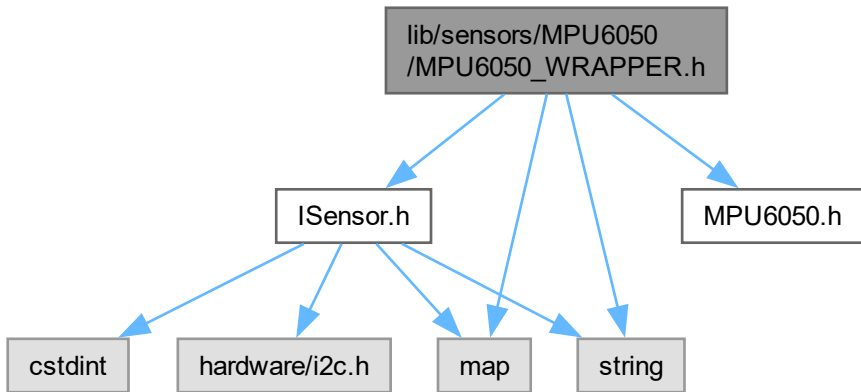 lib/sensors/MPU6050
/MPU6050_WRAPPER.h
ISensor.h
MPU6050.h
cstdint
hardware/i2c.h
map
string